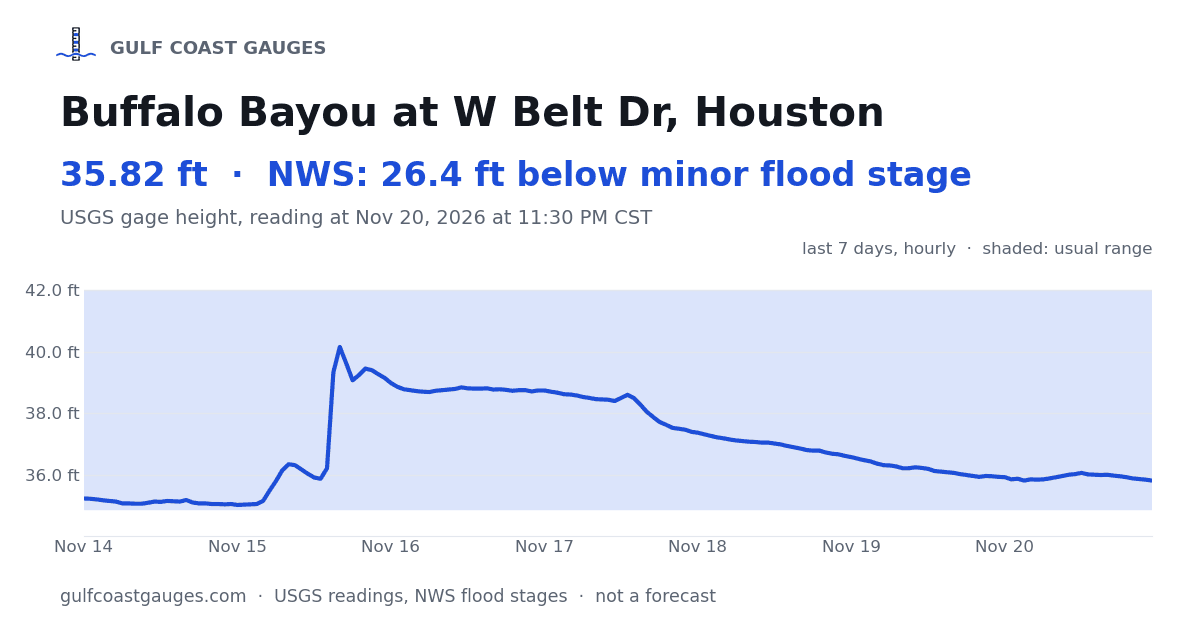 GULF COAST GAUGES
Buffalo Bayou at W Belt Dr, Houston
35.82 ft · NWS: 26.4 ft below minor flood stage
USGS gage height, reading at Nov 20, 2026 at 11:30 PM CST
last 7 days, hourly · shaded: usual range
42.0 ft
40.0 ft
38.0 ft
36.0 ft
Nov 14 Nov 15 Nov 16 Nov 17 Nov 18 Nov 19 Nov 20
gulfcoastgauges.com · USGS readings, NWS flood stages · not a forecast